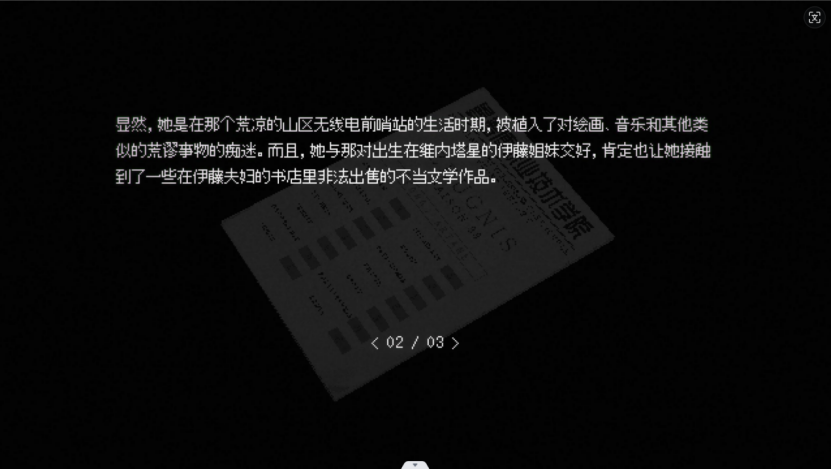 显然，她是在那个荒凉的山区无线电前哨站的生活时期，被植入了对绘画、音乐和其他类
似的荒谬事物的痴迷。而且，她与那对出生在维内塔星的伊藤姐妹交好，肯定也让她接触
到了一些在伊藤夫妇的书店里非法出售的不当文学作品。
技术学院
< 02 / 03 >